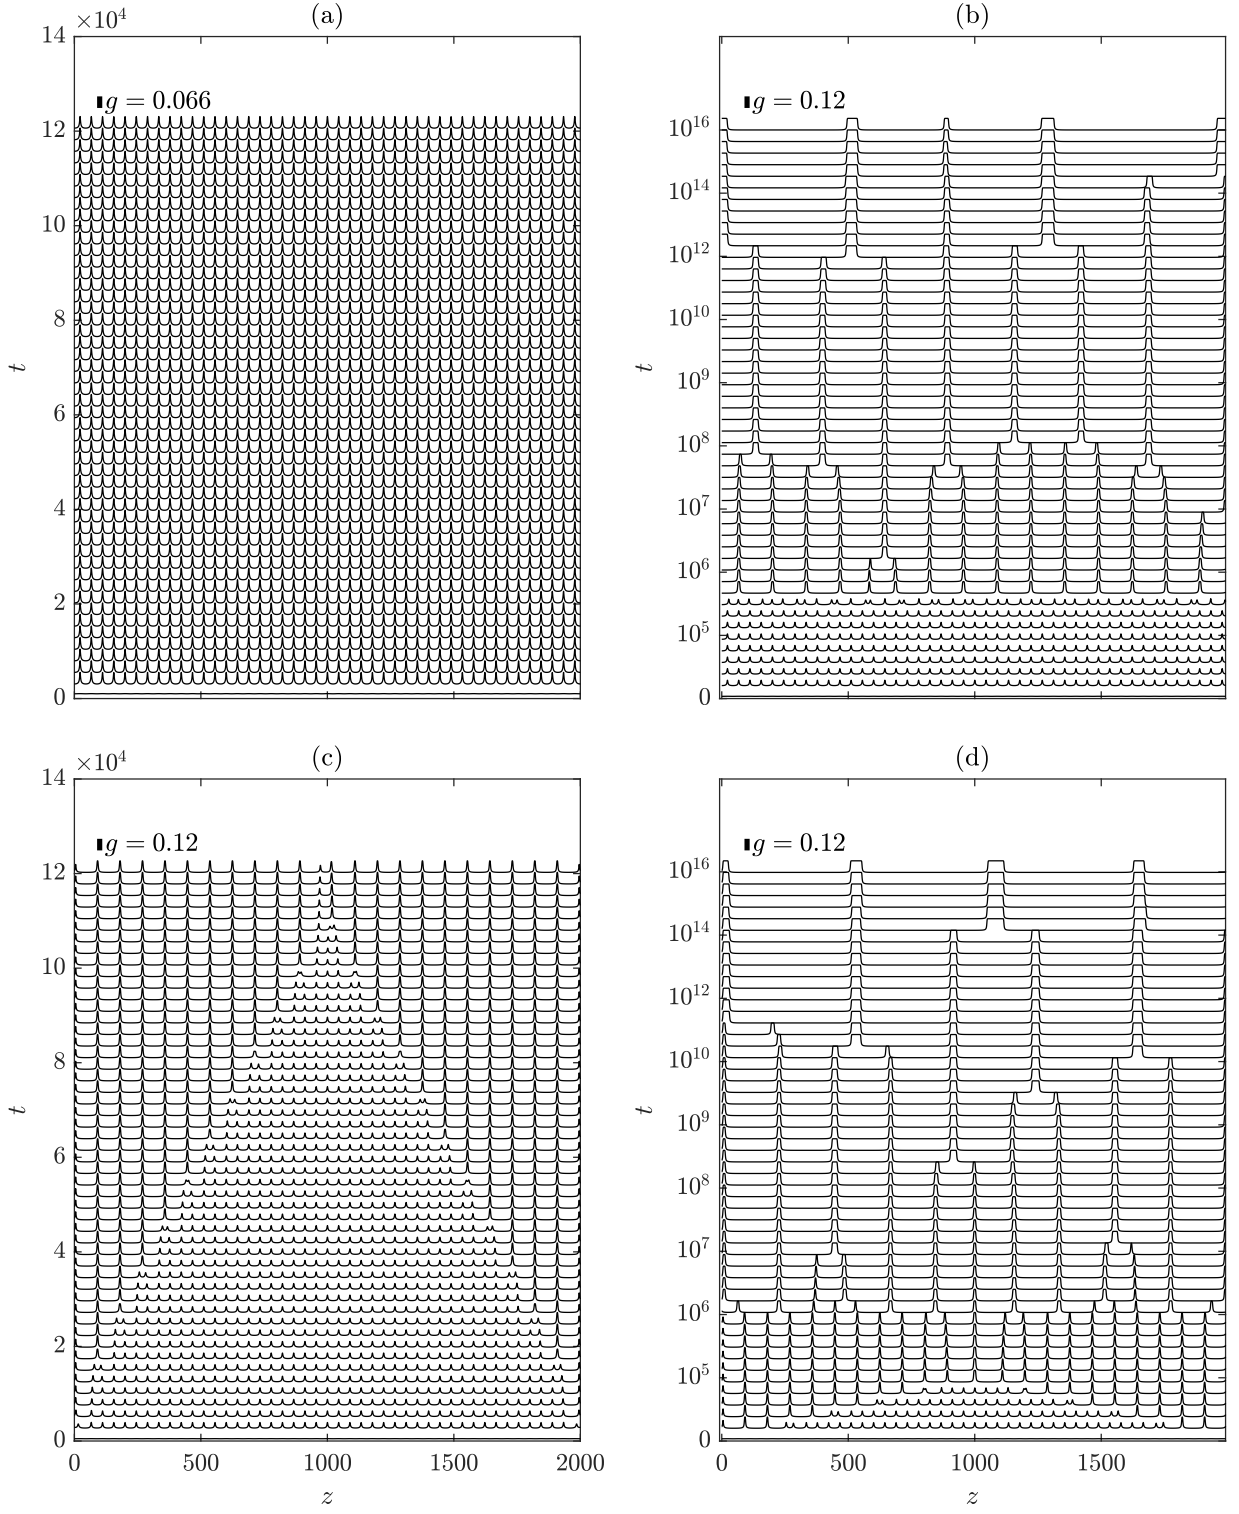 (a)
×10⁴
14
12
10
8
6
4
2
0
t
g = 0.066
(b)
10¹⁶
10¹⁴
10¹²
10¹⁰
10⁹
10⁸
10⁷
10⁶
10⁵
0
t
g = 0.12
(c)
×10⁴
14
12
10
8
6
4
2
0
t
g = 0.12
0 500 1000 1500 2000
z
(d)
10¹⁶
10¹⁴
10¹²
10¹⁰
10⁹
10⁸
10⁷
10⁶
10⁵
0
t
g = 0.12
0 500 1000 1500
z